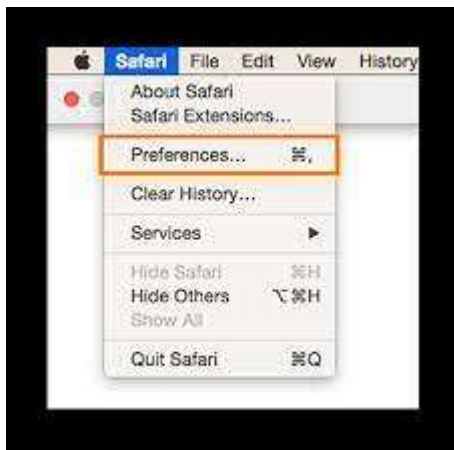 Safari File Edit View History
About Safari
Safari Extensions...
Preferences... ⌘,
Clear History...
Services ▶
Hide Safari ⌘H
Hide Others ⌥⌘H
Show All
Quit Safari ⌘Q